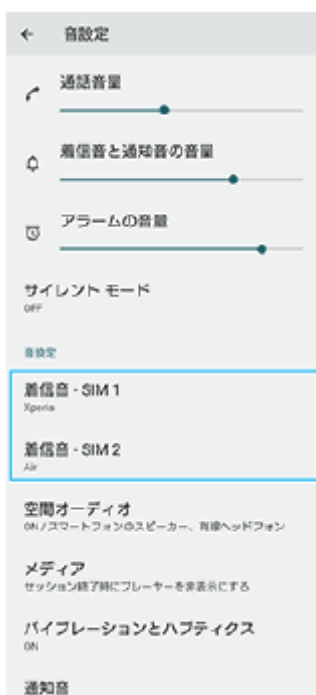 ← 音設定
通話音量
着信音と通知音の音量
アラームの音量
サイレント モード
OFF
音設定
着信音 - SIM 1
Xperia
着信音 - SIM 2
Air
空間オーディオ
ON / スマートフォンのスピーカー、有線ヘッドフォン
メディア
セッション終了時にプレーヤーを非表示にする
バイブレーションとハプティクス
ON
通知音